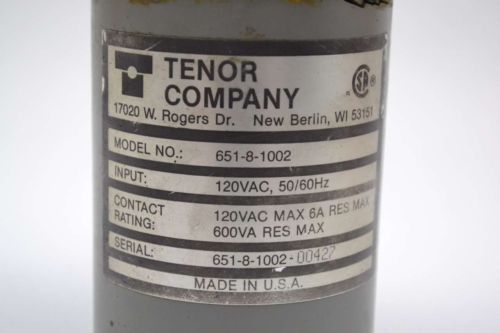 TENOR
COMPANY
17020 W. Rogers Dr. New Berlin, WI 53151
MODEL NO.: 651-8-1002
INPUT: 120VAC, 50/60Hz
CONTACT
RATING: 120VAC MAX 6A RES MAX
600VA RES MAX
SERIAL: 651-8-1002-00427
MADE IN U.S.A.